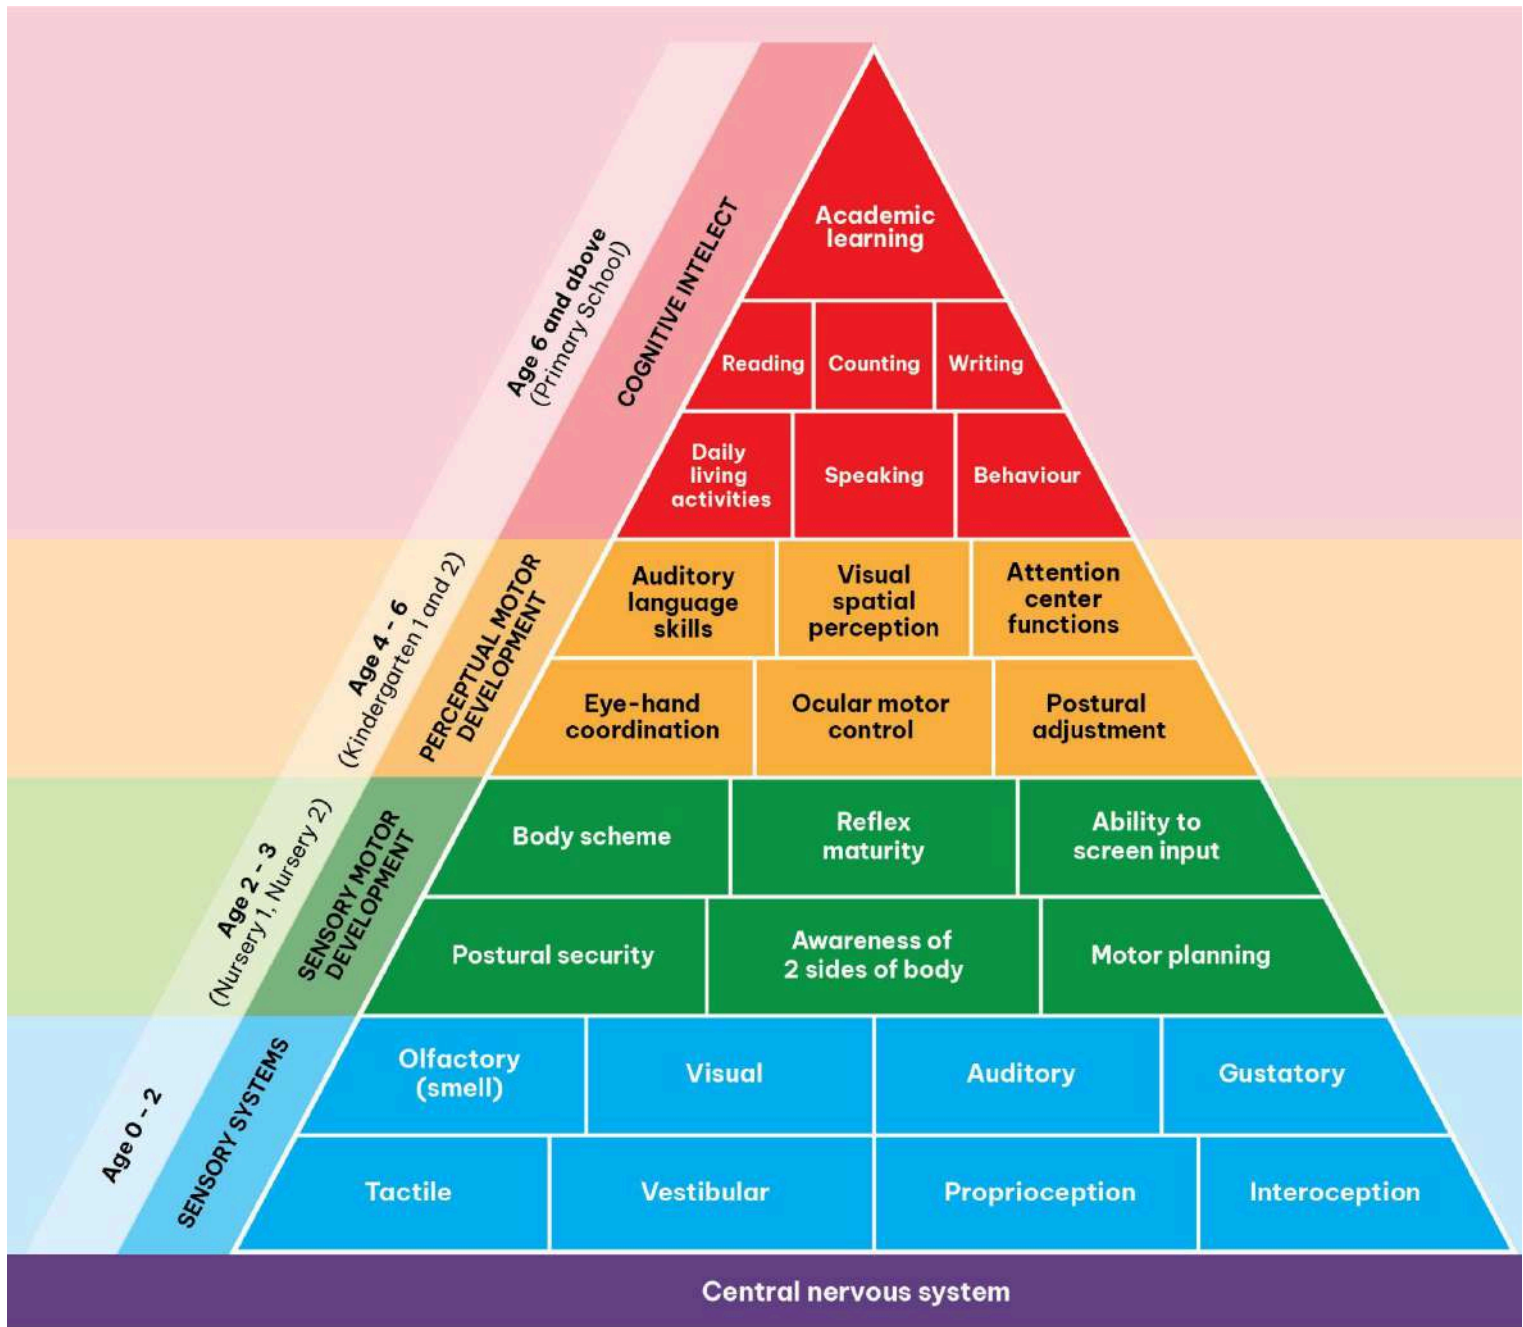 Academic
learning
Reading
Counting
Writing
Daily
living
activities
Speaking
Behaviour
Age 6 and above
(Primary School)
COGNITIVE INTELECT
Auditory
language
skills
Visual
spatial
perception
Attention
center
functions
Eye-hand
coordination
Ocular motor
control
Postural
adjustment
Age 4 - 6
(Kindergarten 1 and 2)
PERCEPTUAL MOTOR
DEVELOPMENT
Body scheme
Reflex
maturity
Ability to
screen input
Postural security
Awareness of
2 sides of body
Motor planning
Age 2 - 3
(Nursery 1, Nursery 2)
SENSORY MOTOR
DEVELOPMENT
Olfactory
(smell)
Visual
Auditory
Gustatory
Tactile
Vestibular
Proprioception
Interoception
Age 0 - 2
SENSORY SYSTEMS
Central nervous system